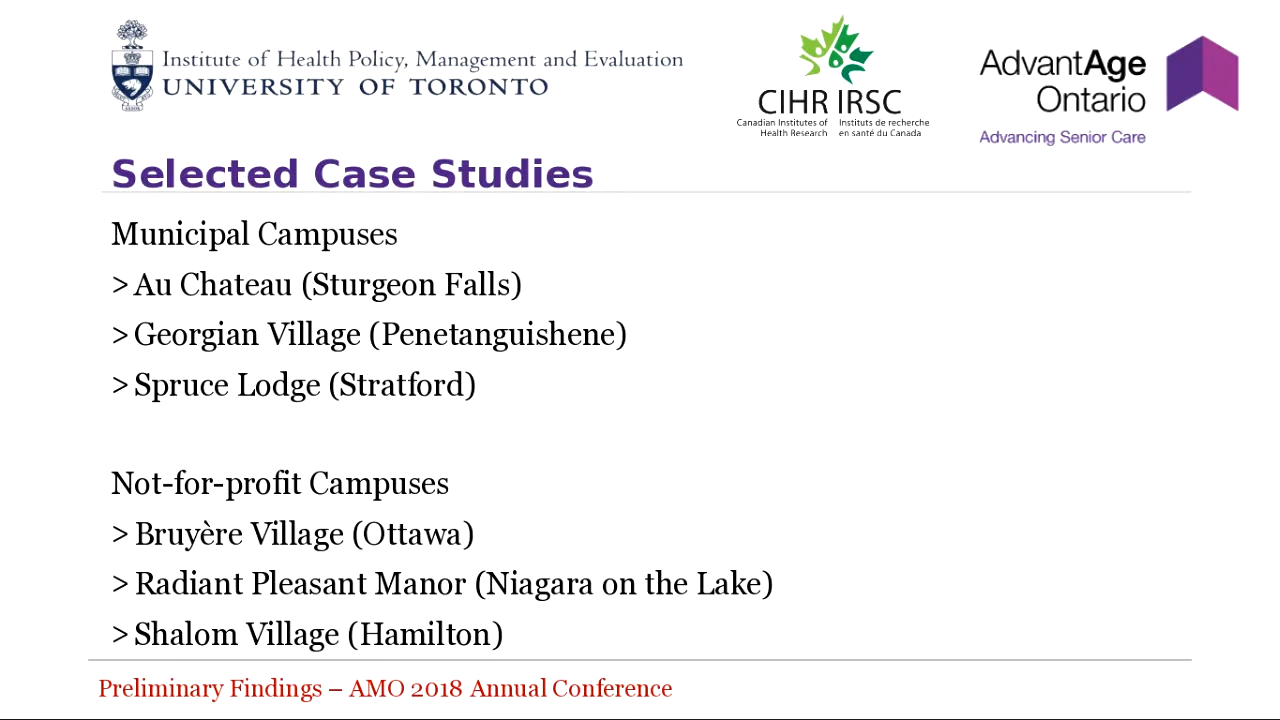 Institute of Health Policy, Management and Evaluation
UNIVERSITY OF TORONTO
CIHR IRSC
Canadian Institutes of Health Research
Instituts de recherche en santé du Canada
AdvantAge
Ontario
Advancing Senior Care
Selected Case Studies
Municipal Campuses
> Au Chateau (Sturgeon Falls)
> Georgian Village (Penetanguishene)
> Spruce Lodge (Stratford)
Not-for-profit Campuses
> Bruyère Village (Ottawa)
> Radiant Pleasant Manor (Niagara on the Lake)
> Shalom Village (Hamilton)
Preliminary Findings – AMO 2018 Annual Conference